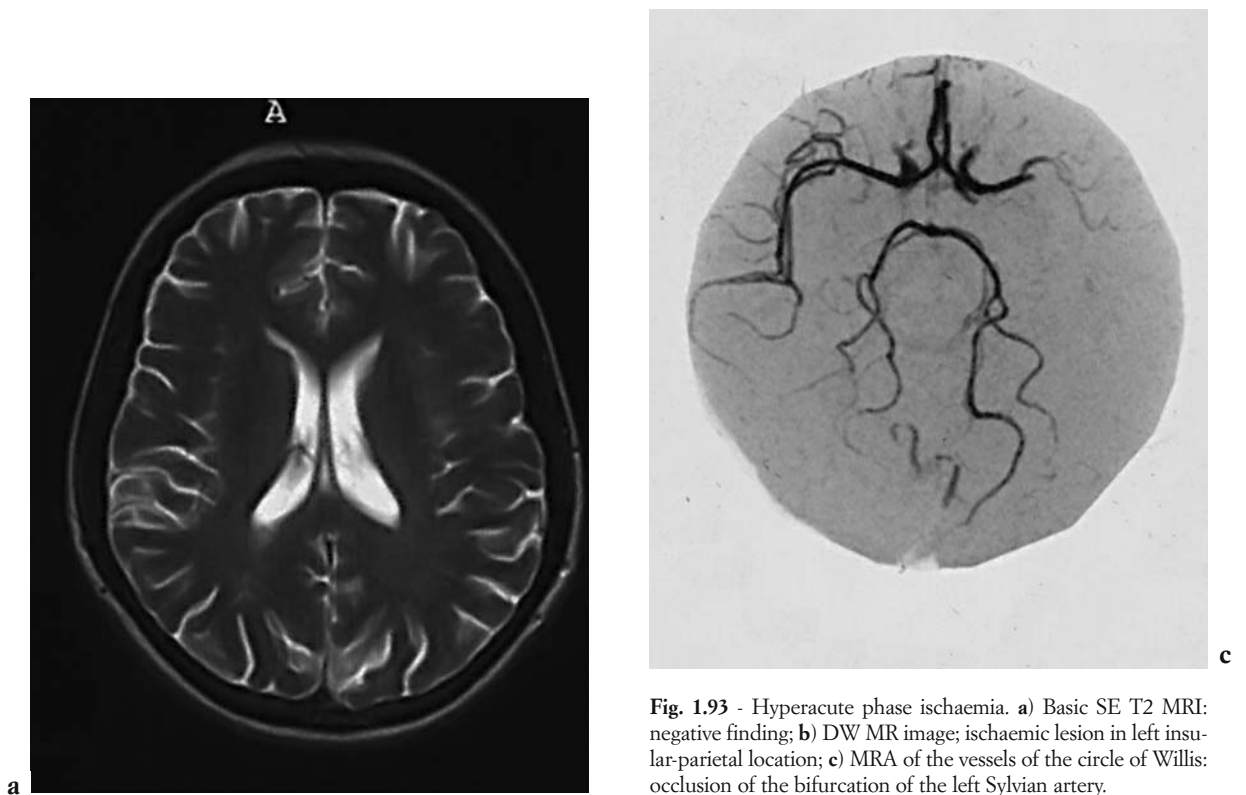 A
a
c
Fig. 1.93 - Hyperacute phase ischaemia. a) Basic SE T2 MRI:
negative finding; b) DW MR image; ischaemic lesion in left insu-
lar-parietal location; c) MRA of the vessels of the circle of Willis:
occlusion of the bifurcation of the left Sylvian artery.